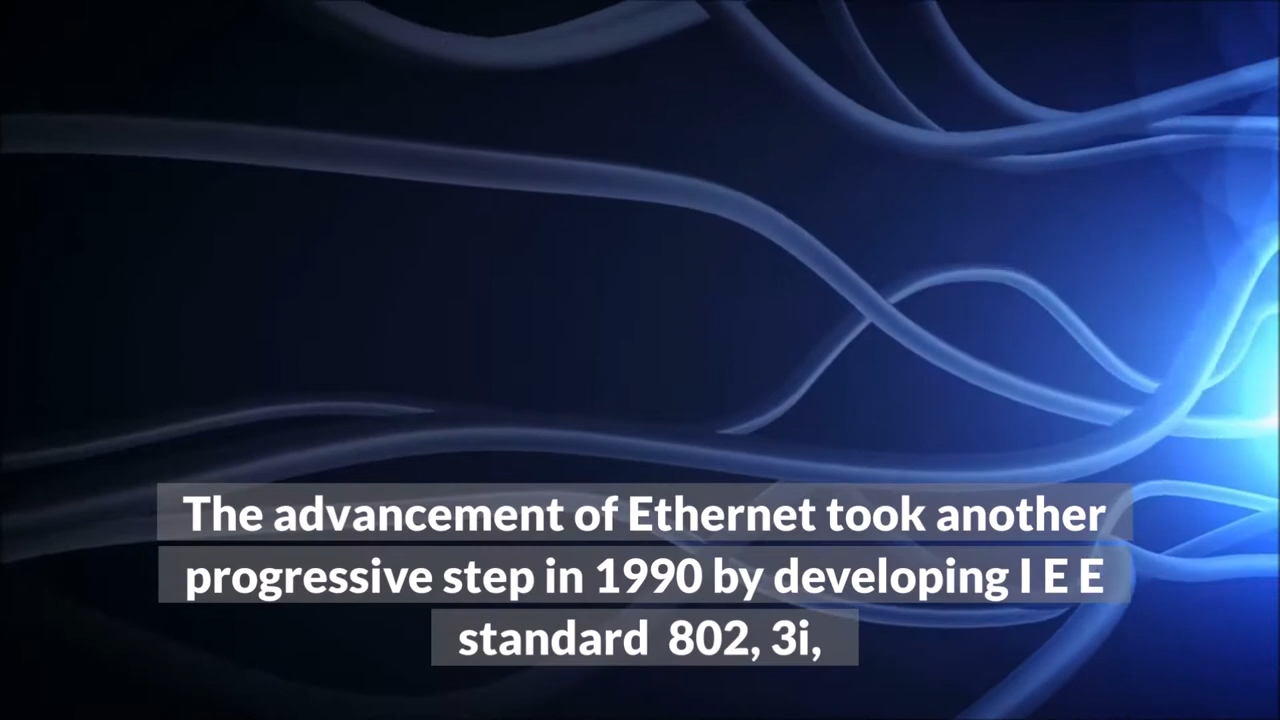 The advancement of Ethernet took another
progressive step in 1990 by developing I E E
standard  802, 3i,